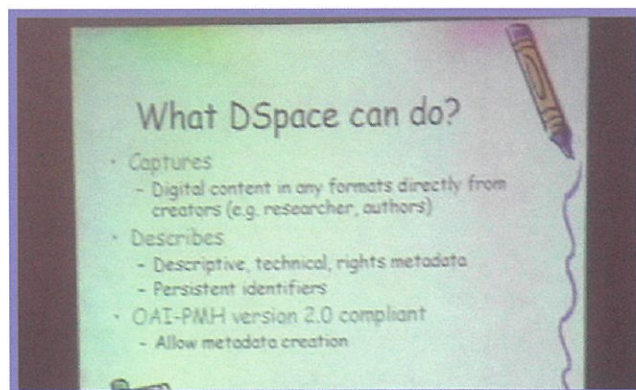 What DSpace can do?
• Captures
- Digital content in any formats directly from
creators (e.g. researcher, authors)
• Describes
- Descriptive, technical, rights metadata
- Persistent identifiers
• OAI-PMH version 2.0 compliant
- Allow metadata creation